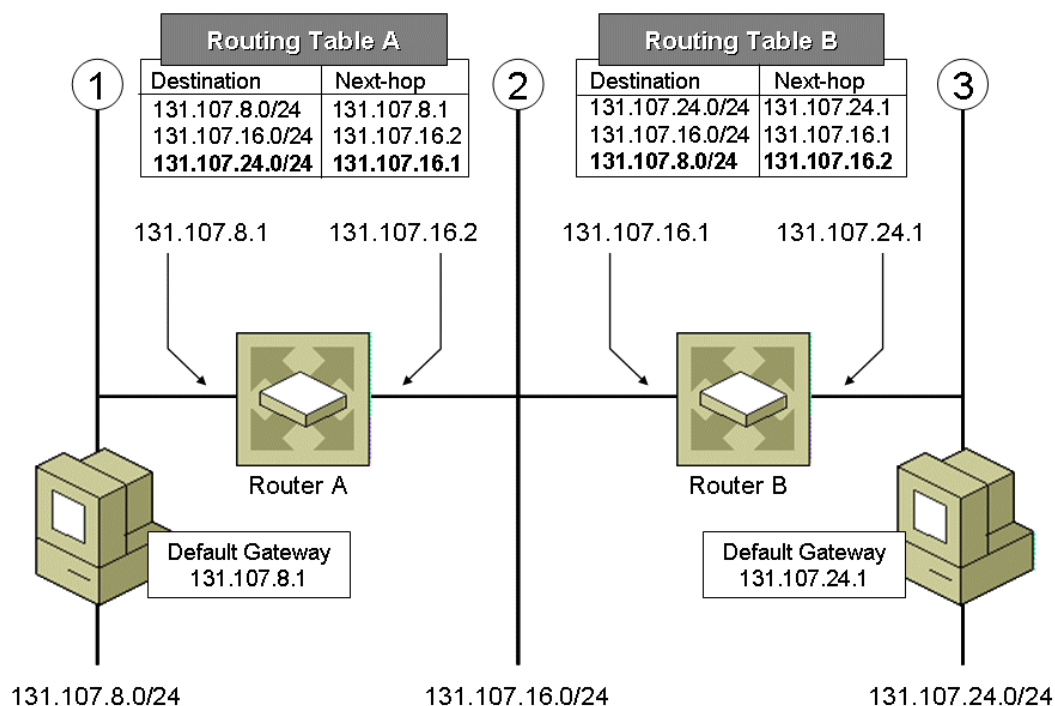 Routing Table A
Destination Next-hop
131.107.8.0/24 131.107.8.1
131.107.16.0/24 131.107.16.2
131.107.24.0/24 131.107.16.1
Routing Table B
Destination Next-hop
131.107.24.0/24 131.107.24.1
131.107.16.0/24 131.107.16.1
131.107.8.0/24 131.107.16.2
1
2
3
131.107.8.1
131.107.16.2
131.107.16.1
131.107.24.1
Router A
Router B
Default Gateway
131.107.8.1
Default Gateway
131.107.24.1
131.107.8.0/24
131.107.16.0/24
131.107.24.0/24